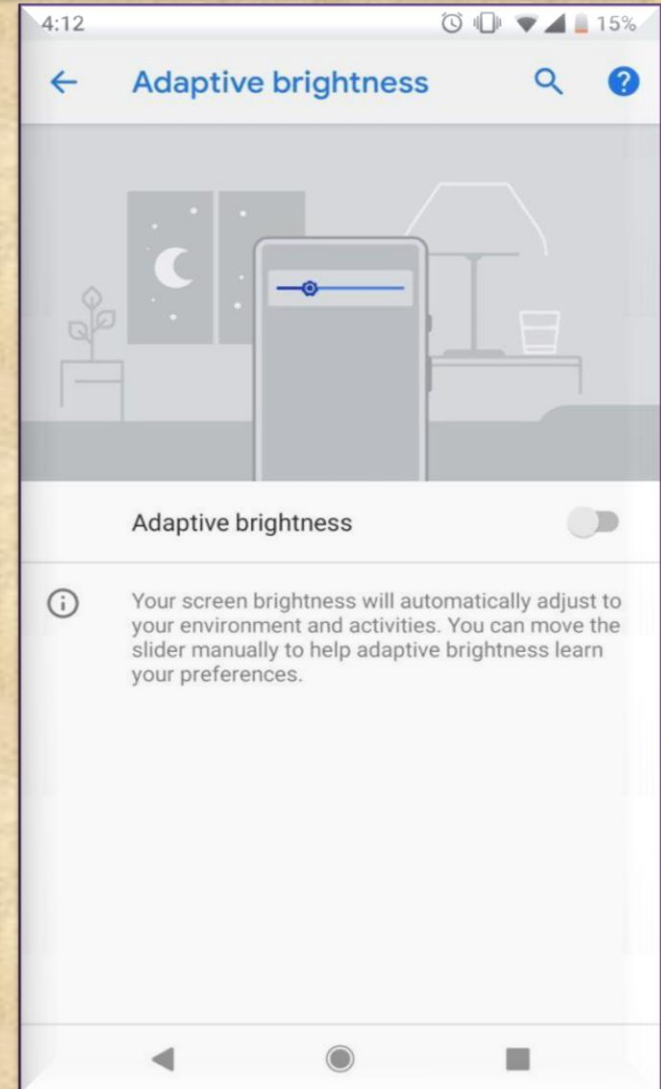 4:12 15%
Adaptive brightness
Adaptive brightness
Your screen brightness will automatically adjust to
your environment and activities. You can move the
slider manually to help adaptive brightness learn
your preferences.